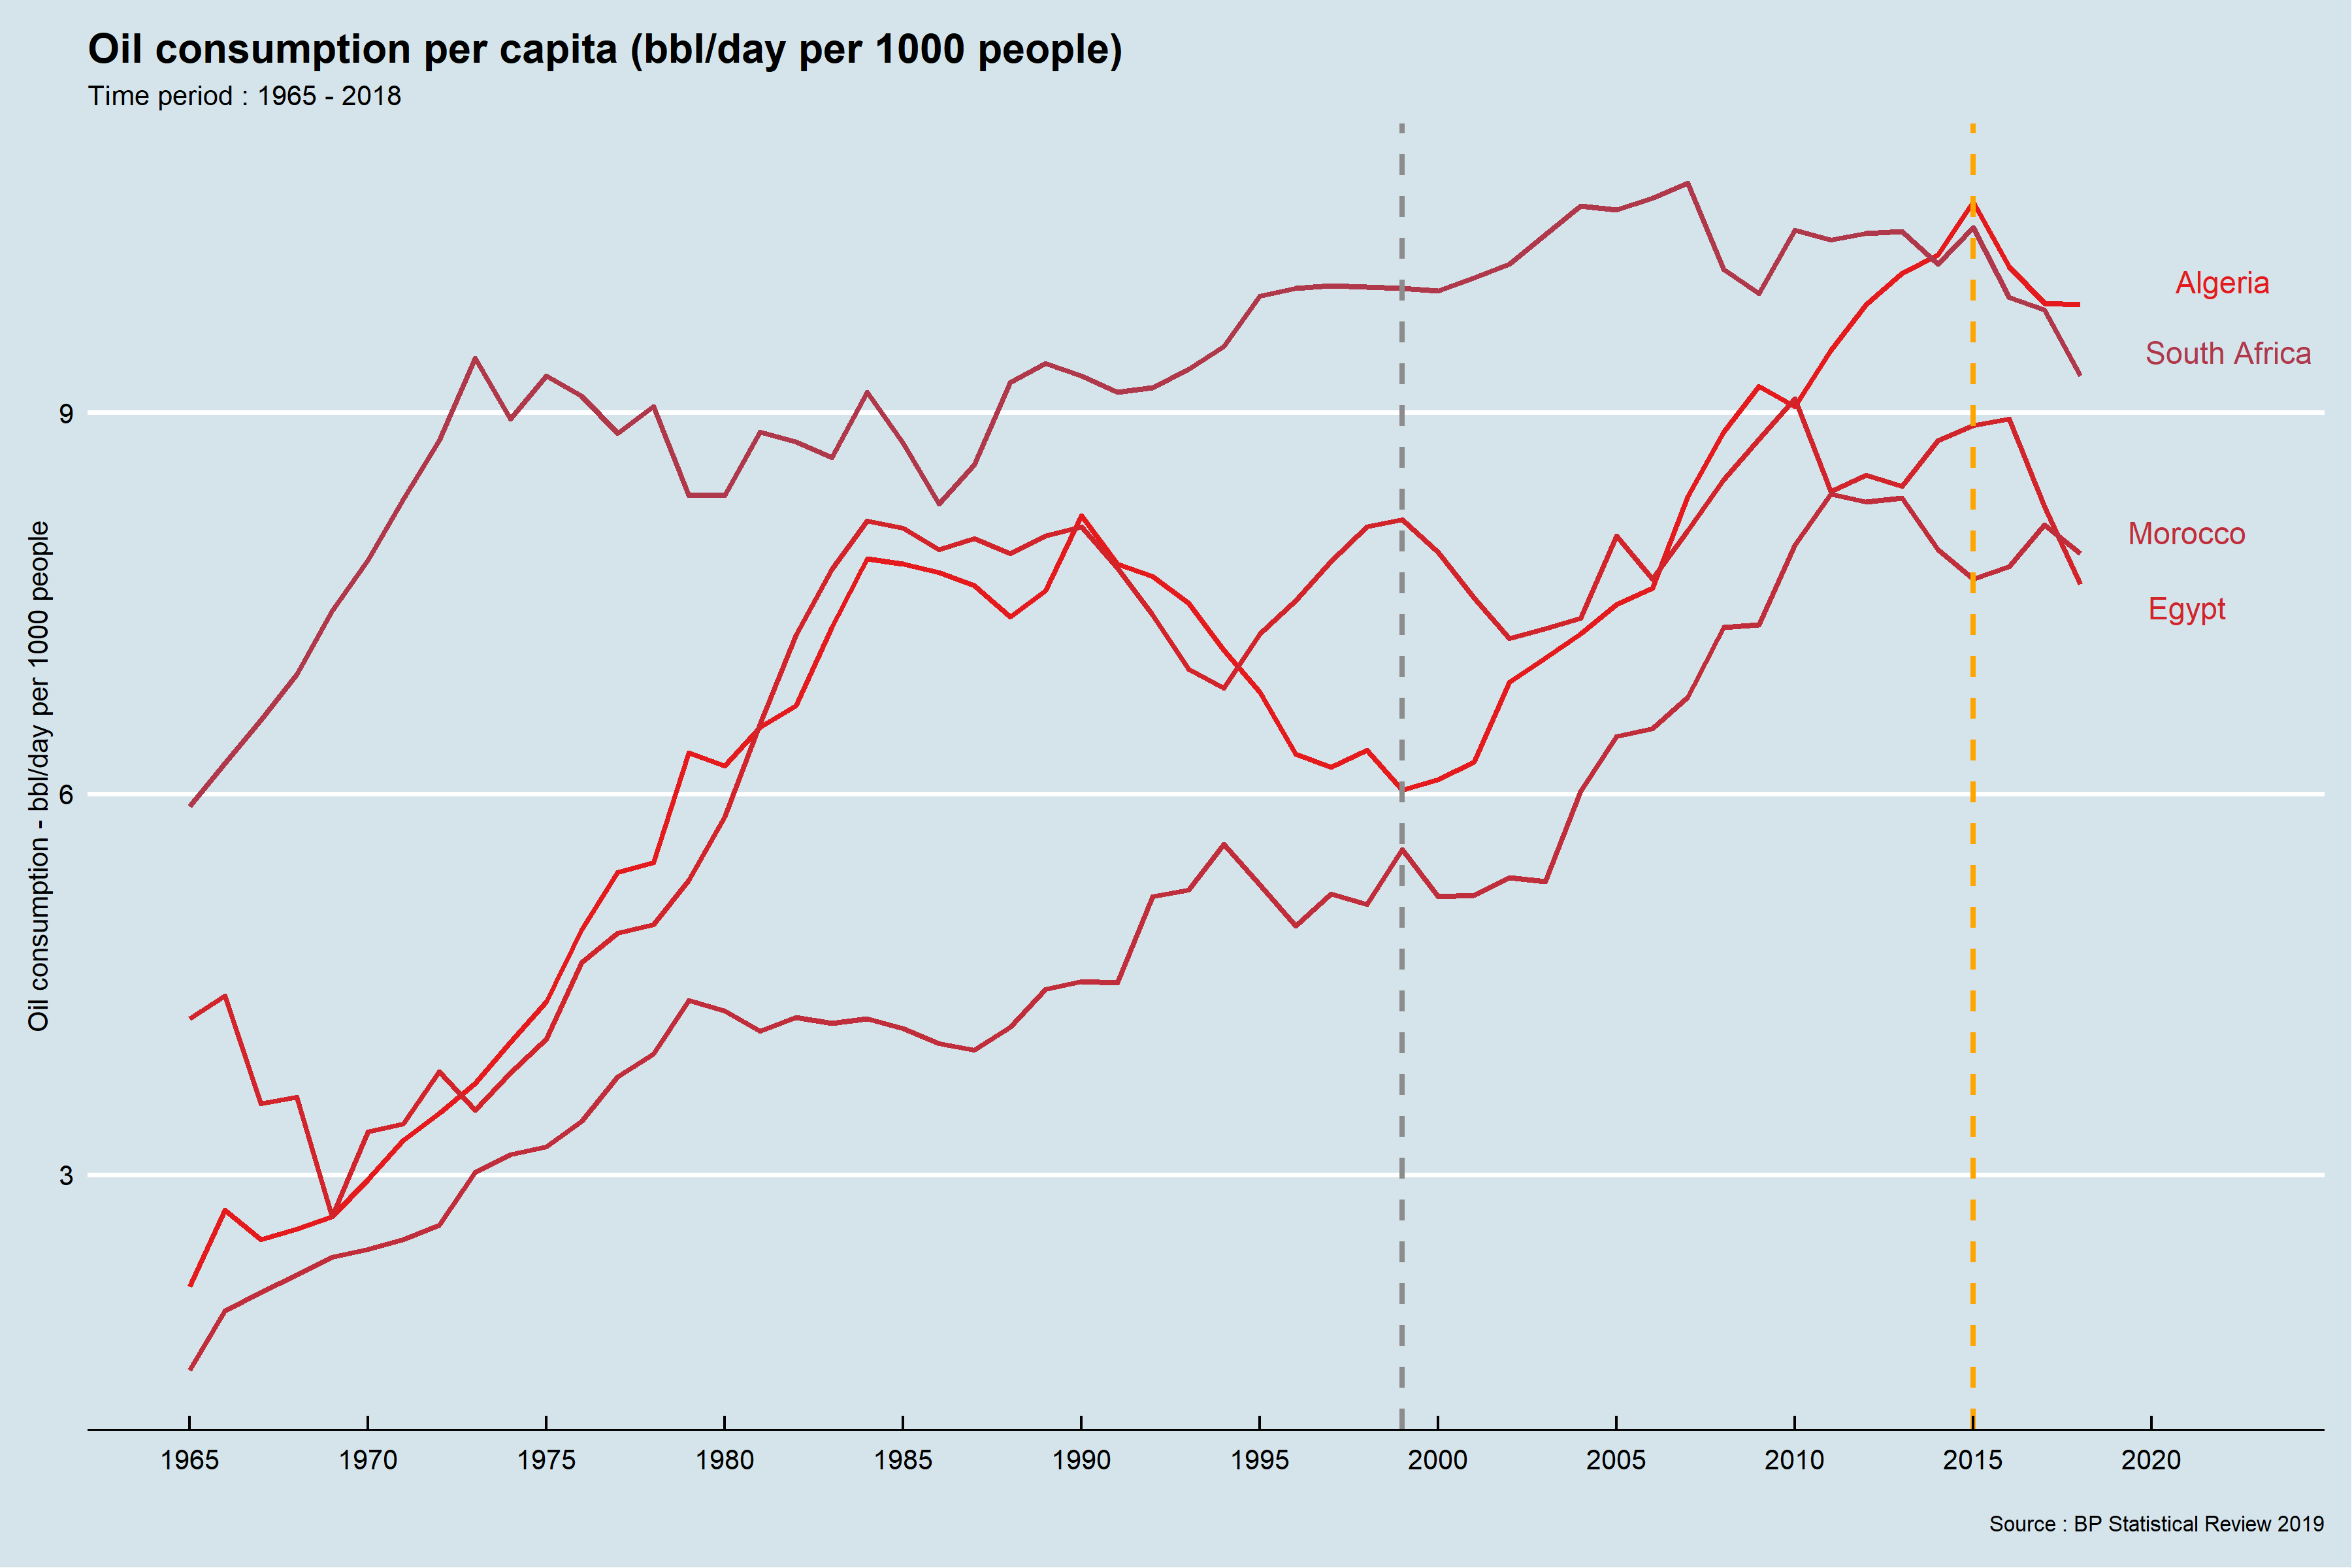 Oil consumption per capita (bbl/day per 1000 people)
Time period : 1965 - 2018
Oil consumption - bbl/day per 1000 people
9
6
3
Algeria
South Africa
Morocco
Egypt
1965 1970 1975 1980 1985 1990 1995 2000 2005 2010 2015 2020
Source : BP Statistical Review 2019